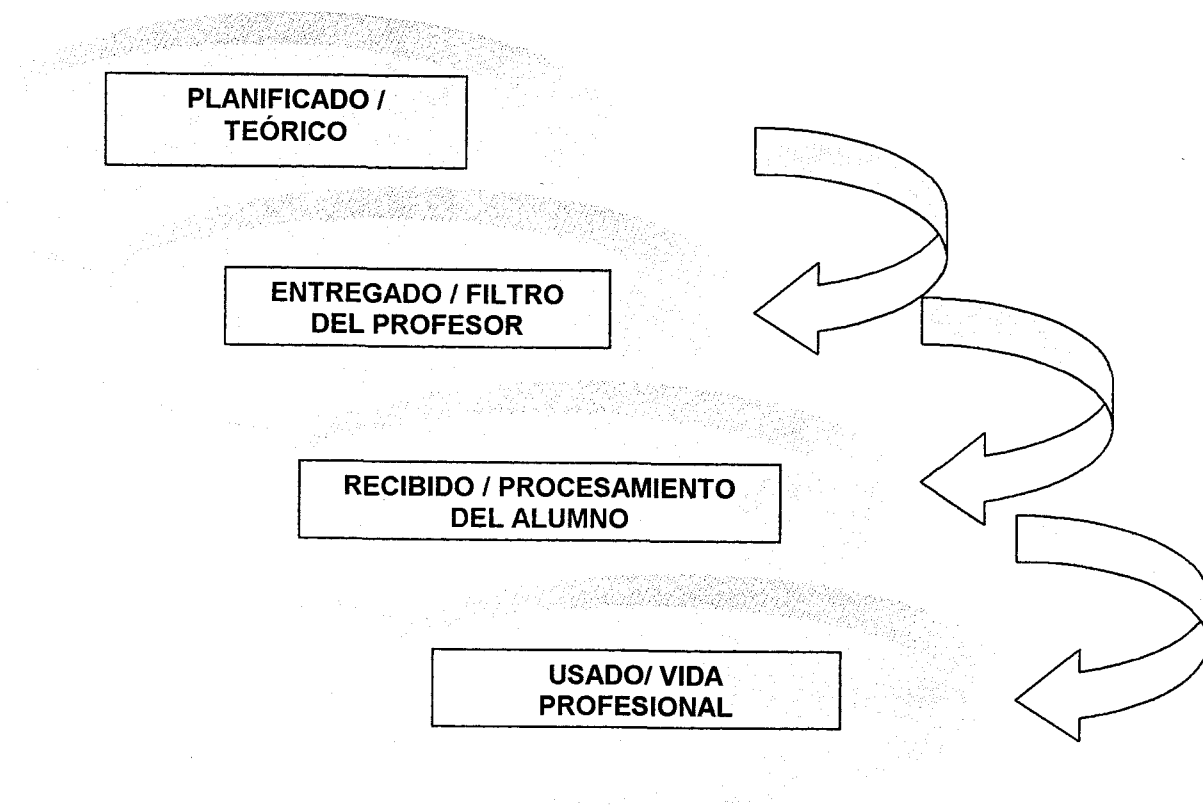 PLANIFICADO /
TEÓRICO
ENTREGADO / FILTRO
DEL PROFESOR
RECIBIDO / PROCESAMIENTO
DEL ALUMNO
USADO/ VIDA
PROFESIONAL